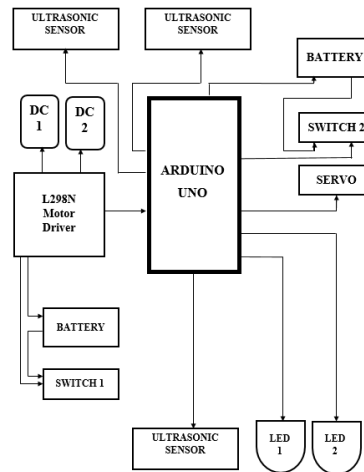 ULTRASONIC
SENSOR
ULTRASONIC
SENSOR
BATTERY
DC
1
DC
2
SWITCH 2
ARDUINO
UNO
SERVO
L298N
Motor
Driver
BATTERY
SWITCH 1
ULTRASONIC
SENSOR
LED
1
LED
2